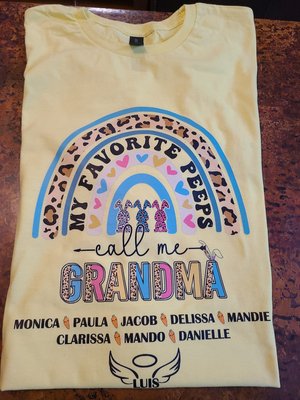 MY FAVORITE PEEPS
call me
GRANDMA
MONICA PAULA JACOB DELISSA MANDIE
CLARISSA MANDO DANIELLE
LUIS